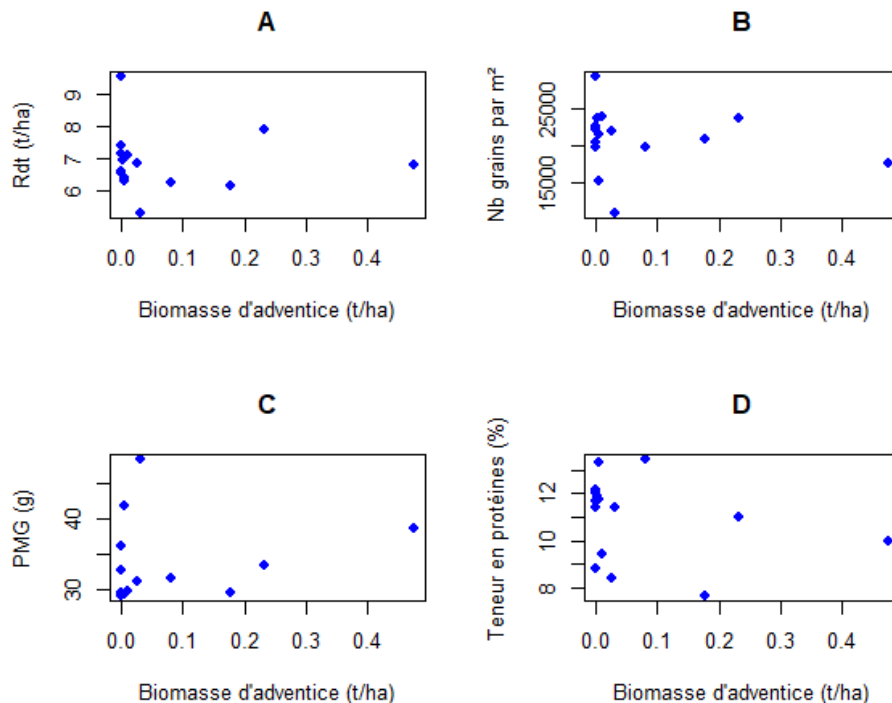 A
Rdt (t/ha)
9
8
7
6
0.0 0.1 0.2 0.3 0.4
Biomasse d'adventice (t/ha)
B
Nb grains par m²
25000
15000
0.0 0.1 0.2 0.3 0.4
Biomasse d'adventice (t/ha)
C
PMG (g)
40
30
0.0 0.1 0.2 0.3 0.4
Biomasse d'adventice (t/ha)
D
Teneur en protéines (%)
12
10
8
0.0 0.1 0.2 0.3 0.4
Biomasse d'adventice (t/ha)